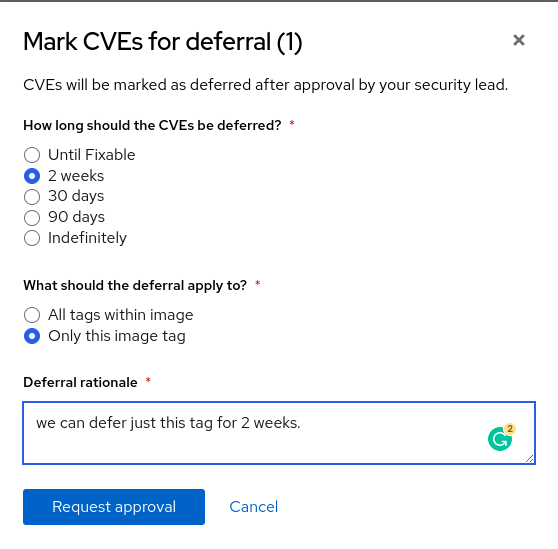 Mark CVEs for deferral (1)
CVEs will be marked as deferred after approval by your security lead.
How long should the CVEs be deferred? *
Until Fixable
2 weeks
30 days
90 days
Indefinitely
What should the deferral apply to? *
All tags within image
Only this image tag
Deferral rationale *
we can defer just this tag for 2 weeks.
2
Request approval
Cancel